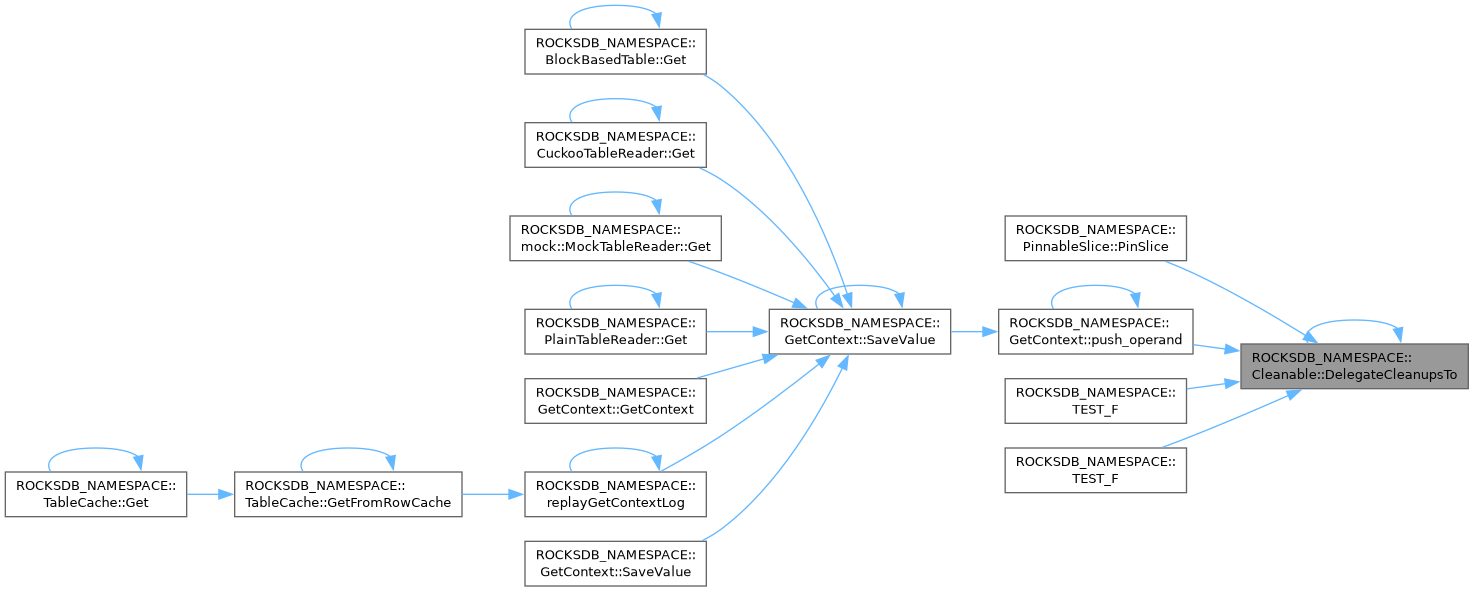 ROCKSDB_NAMESPACE::
BlockBasedTable::Get
ROCKSDB_NAMESPACE::
CuckooTableReader::Get
ROCKSDB_NAMESPACE::
mock::MockTableReader::Get
ROCKSDB_NAMESPACE::
PlainTableReader::Get
ROCKSDB_NAMESPACE::
GetContext::GetContext
ROCKSDB_NAMESPACE::
TableCache::Get
ROCKSDB_NAMESPACE::
TableCache::GetFromRowCache
ROCKSDB_NAMESPACE::
replayGetContextLog
ROCKSDB_NAMESPACE::
GetContext::SaveValue
ROCKSDB_NAMESPACE::
GetContext::SaveValue
ROCKSDB_NAMESPACE::
PinnableSlice::PinSlice
ROCKSDB_NAMESPACE::
GetContext::push_operand
ROCKSDB_NAMESPACE::
TEST_F
ROCKSDB_NAMESPACE::
TEST_F
ROCKSDB_NAMESPACE::
Cleanable::DelegateCleanupsTo